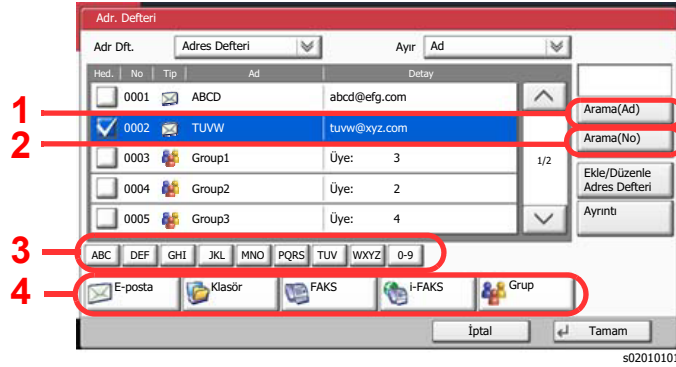 Adr. Defteri
Adr Dft. Adres Defteri Ayır Ad
Hed. No Tip Ad Detay
0001 ABCD abcd@efg.com
1 Arama(Ad)
0002 TUVW tuvw@xyz.com
2 Arama(No)
0003 Group1 Üye: 3 1/2
0004 Group2 Üye: 2 Ekle/Düzenle
Adres Defteri
0005 Group3 Üye: 4 Ayrıntı
3 ABC DEF GHI JKL MNO PQRS TUV WXYZ 0-9
4 E-posta Klasör FAKS i-FAKS Grup
İptal Tamam
s02010101